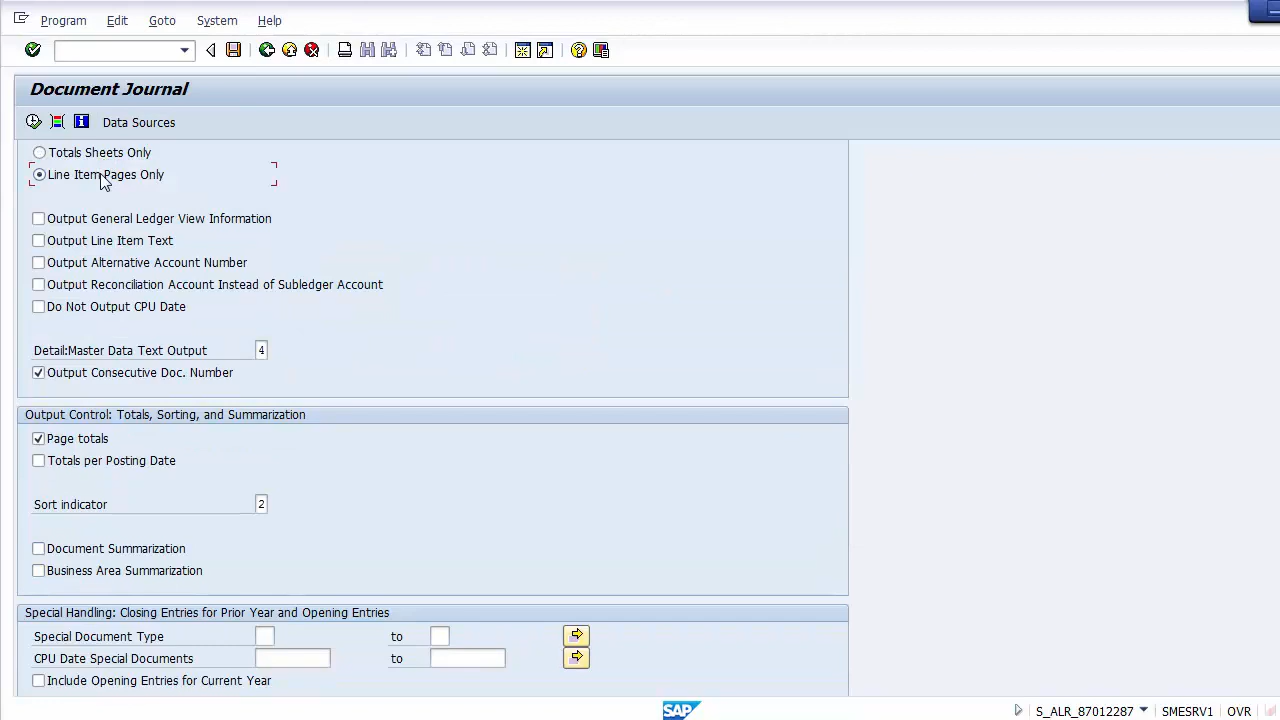 Program Edit Goto System Help
Document Journal
Data Sources
Totals Sheets Only
Line Item Pages Only
Output General Ledger View Information
Output Line Item Text
Output Alternative Account Number
Output Reconciliation Account Instead of Subledger Account
Do Not Output CPU Date
Detail:Master Data Text Output 4
Output Consecutive Doc. Number
Output Control: Totals, Sorting, and Summarization
Page totals
Totals per Posting Date
Sort indicator 2
Document Summarization
Business Area Summarization
Special Handling: Closing Entries for Prior Year and Opening Entries
Special Document Type to
CPU Date Special Documents to
Include Opening Entries for Current Year
SAP S_ALR_87012287 SMESRV1 OVR